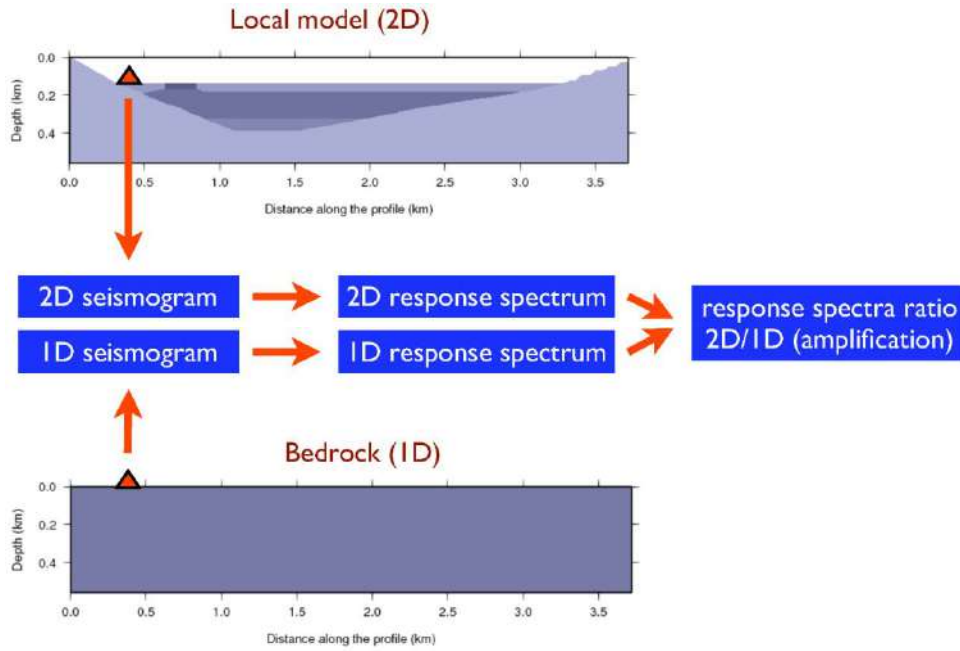 Local model (2D)
0.0
0.2
0.4
Depth (km)
0.0 0.5 1.0 1.5 2.0 2.5 3.0 3.5
Distance along the profile (km)
2D seismogram
2D response spectrum
response spectra ratio
2D/1D (amplification)
1D seismogram
1D response spectrum
Bedrock (1D)
0.0
0.2
0.4
Depth (km)
0.0 0.5 1.0 1.5 2.0 2.5 3.0 3.5
Distance along the profile (km)